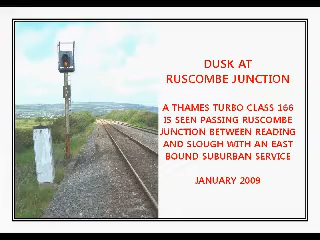 DUSK AT
RUSCOMBE JUNCTION
A THAMES TURBO CLASS 166
IS SEEN PASSING RUSCOMBE
JUNCTION BETWEEN READING
AND SLOUGH WITH AN EAST
BOUND SUBURBAN SERVICE
JANUARY 2009